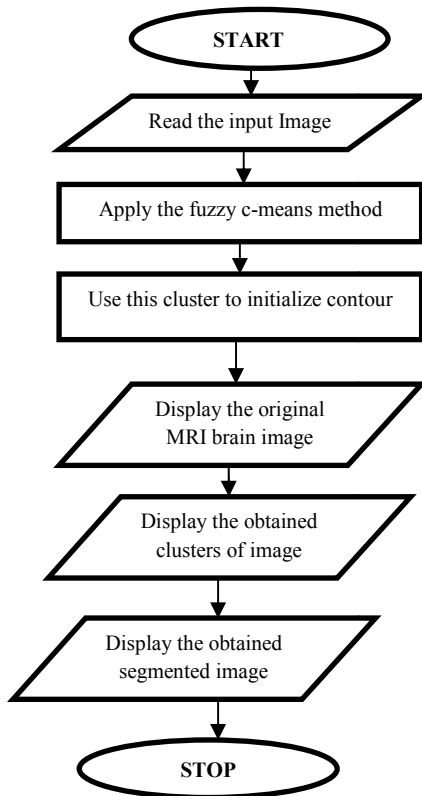 START
Read the input Image
Apply the fuzzy c-means method
Use this cluster to initialize contour
Display the original
MRI brain image
Display the obtained
clusters of image
Display the obtained
segmented image
STOP